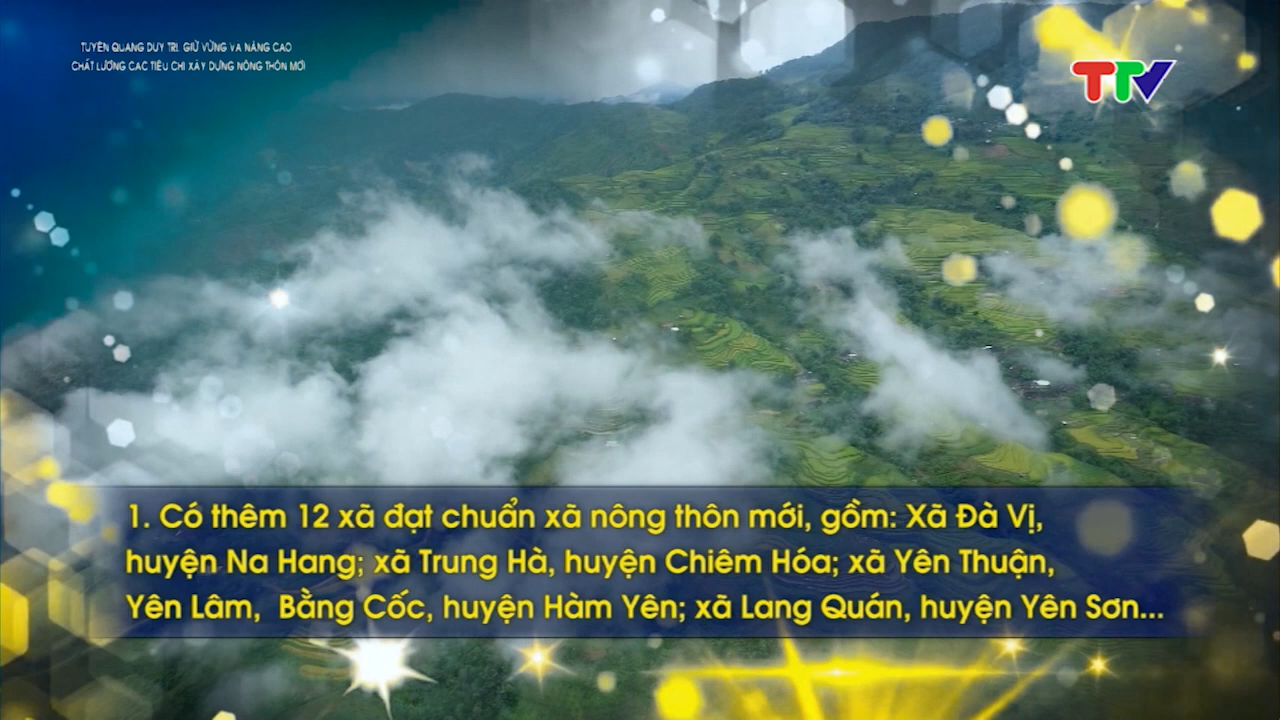 TUYÊN QUANG DUY TRÌ, GIỮ VỮNG VÀ NÂNG CAO
CHẤT LƯỢNG CÁC TIÊU CHÍ XÂY DỰNG NÔNG THÔN MỚI
TTV
1. Có thêm 12 xã đạt chuẩn xã nông thôn mới, gồm: Xã Đà Vị,
huyện Na Hang; xã Trung Hà, huyện Chiêm Hóa; xã Yên Thuận,
Yên Lâm, Bằng Cốc, huyện Hàm Yên; xã Lang Quán, huyện Yên Sơn...